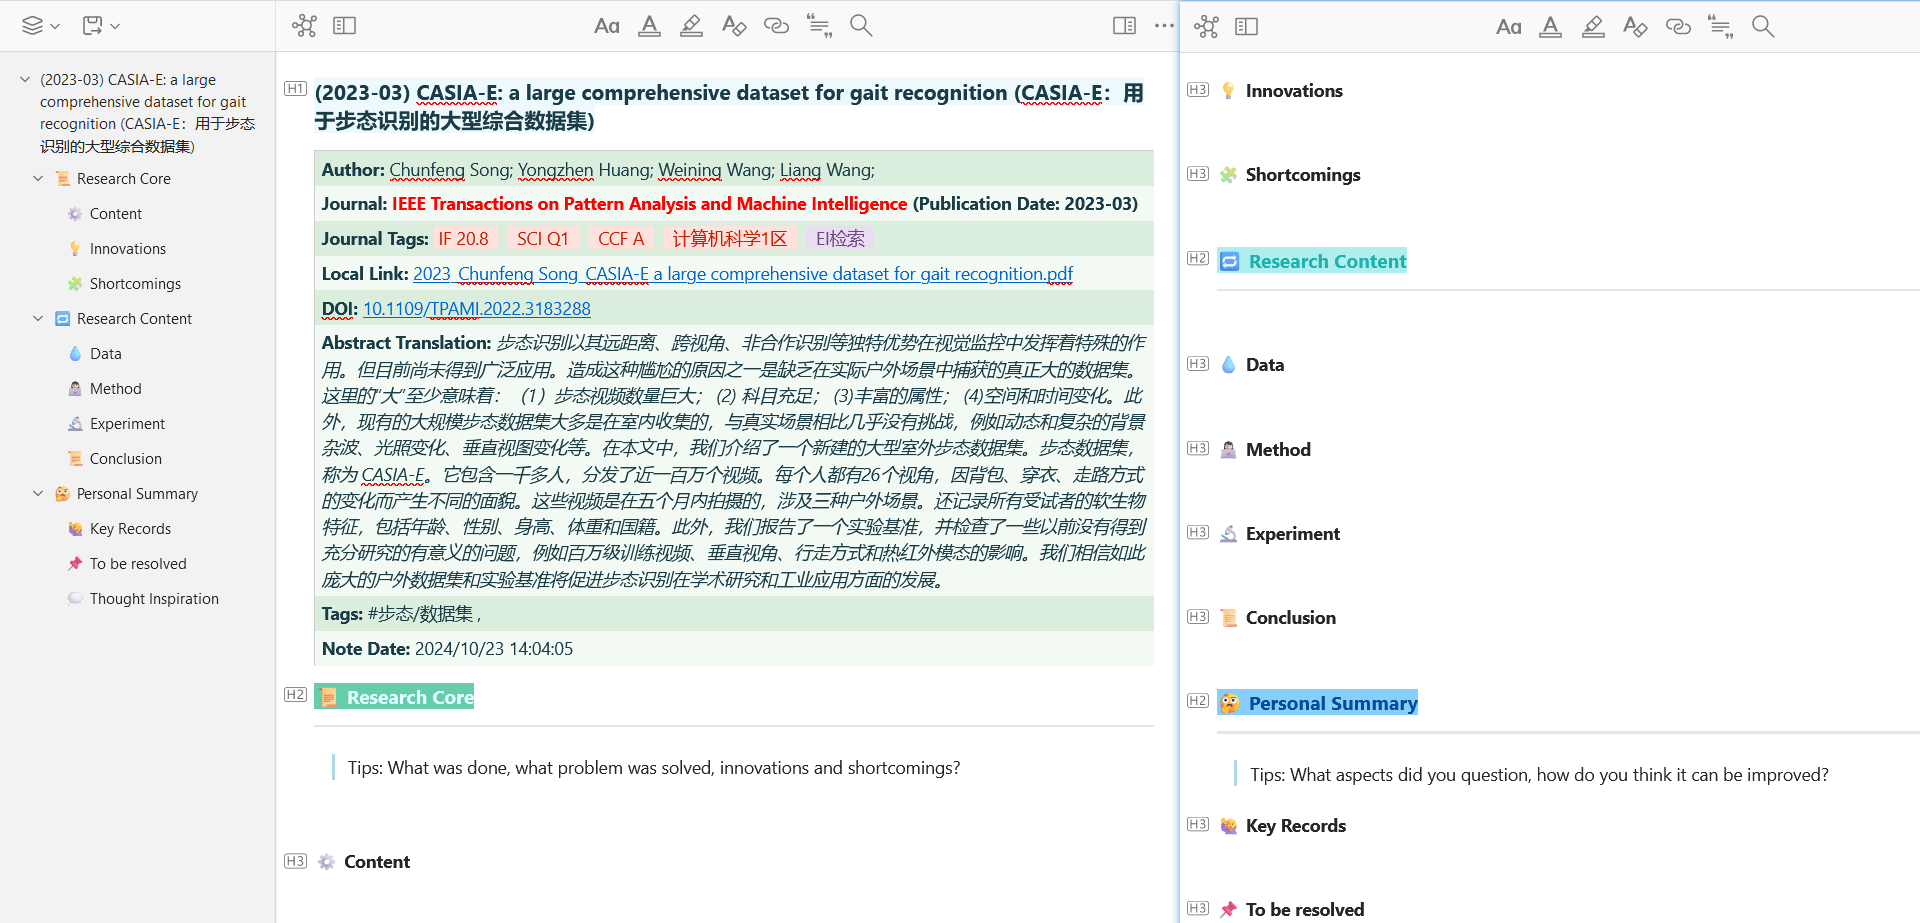 (2023-03) CASIA-E: a large
comprehensive dataset for gait
recognition (CASIA-E：用于步态
识别的大型综合数据集)
Research Core
Content
Innovations
Shortcomings
Research Content
Data
Method
Experiment
Conclusion
Personal Summary
Key Records
To be resolved
Thought Inspiration
Aa
H1 (2023-03) CASIA-E: a large comprehensive dataset for gait recognition (CASIA-E：用
于步态识别的大型综合数据集)
Author: Chunfeng Song; Yongzhen Huang; Weining Wang; Liang Wang;
Journal: IEEE Transactions on Pattern Analysis and Machine Intelligence (Publication Date: 2023-03)
Journal Tags: IF 20.8 SCI Q1 CCF A 计算机科学1区 EI检索
Local Link: 2023_Chunfeng Song_CASIA-E a large comprehensive dataset for gait recognition.pdf
DOI: 10.1109/TPAMI.2022.3183288
Abstract Translation: 步态识别以其远距离、跨视角、非合作识别等独特优势在视觉监控中发挥着特殊的作
用。但目前尚未得到广泛应用。造成这种尴尬的原因之一是缺乏在实际户外场景中捕获的真正大的数据集。
这里的“大”至少意味着：（1）步态视频数量巨大；(2) 科目充足；(3)丰富的属性；(4)空间和时间变化。此
外，现有的大规模步态数据集大多是在室内收集的，与真实场景相比几乎没有挑战，例如动态和复杂的背景
杂波、光照变化、垂直视图变化等。在本文中，我们介绍了一个新建的大型室外步态数据集。步态数据集，
称为 CASIA-E。它包含一千多人，分发了近一百万个视频。每个人都有26个视角，因背包、穿衣、走路方式
的变化而产生不同的面貌。这些视频是在五个月内拍摄的，涉及三种户外场景。还记录所有受试者的软生物
特征，包括年龄、性别、身高、体重和国籍。此外，我们报告了一个实验基准，并检查了一些以前没有得到
充分研究的有意义的问题，例如百万级训练视频、垂直视角、行走方式和热红外模态的影响。我们相信如此
庞大的户外数据集和实验基准将促进步态识别在学术研究和工业应用方面的发展。
Tags: #步态/数据集 ,
Note Date: 2024/10/23 14:04:05
H2 Research Core
Tips: What was done, what problem was solved, innovations and shortcomings?
H3 Content
Aa
H3 Innovations
H3 Shortcomings
H2 Research Content
H3 Data
H3 Method
H3 Experiment
H3 Conclusion
H2 Personal Summary
Tips: What aspects did you question, how do you think it can be improved?
H3 Key Records
H3 To be resolved